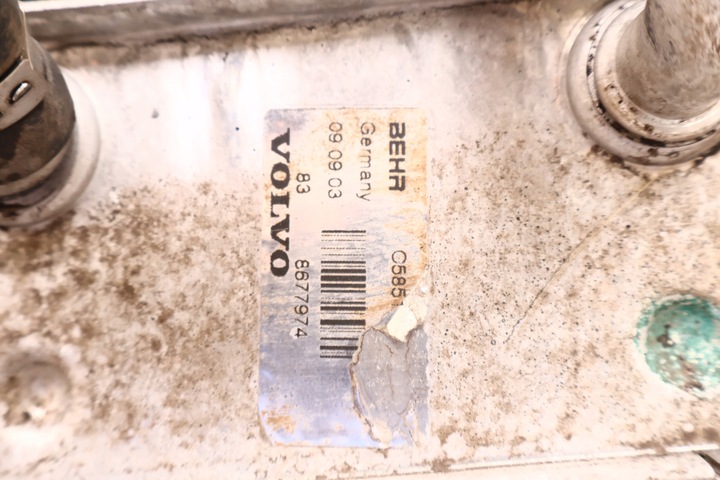 BEHR C585
Germany
09 09 03
83 8677974
VOLVO